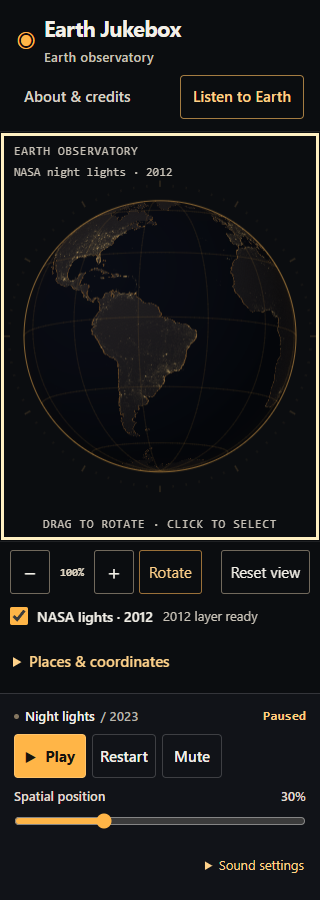 Earth Jukebox
Earth observatory
About & credits
Listen to Earth
EARTH OBSERVATORY
NASA night lights · 2012
DRAG TO ROTATE · CLICK TO SELECT
− 100% + Rotate Reset view
NASA lights · 2012 2012 layer ready
Places & coordinates
Night lights / 2023 Paused
Play Restart Mute
Spatial position 30%
Sound settings